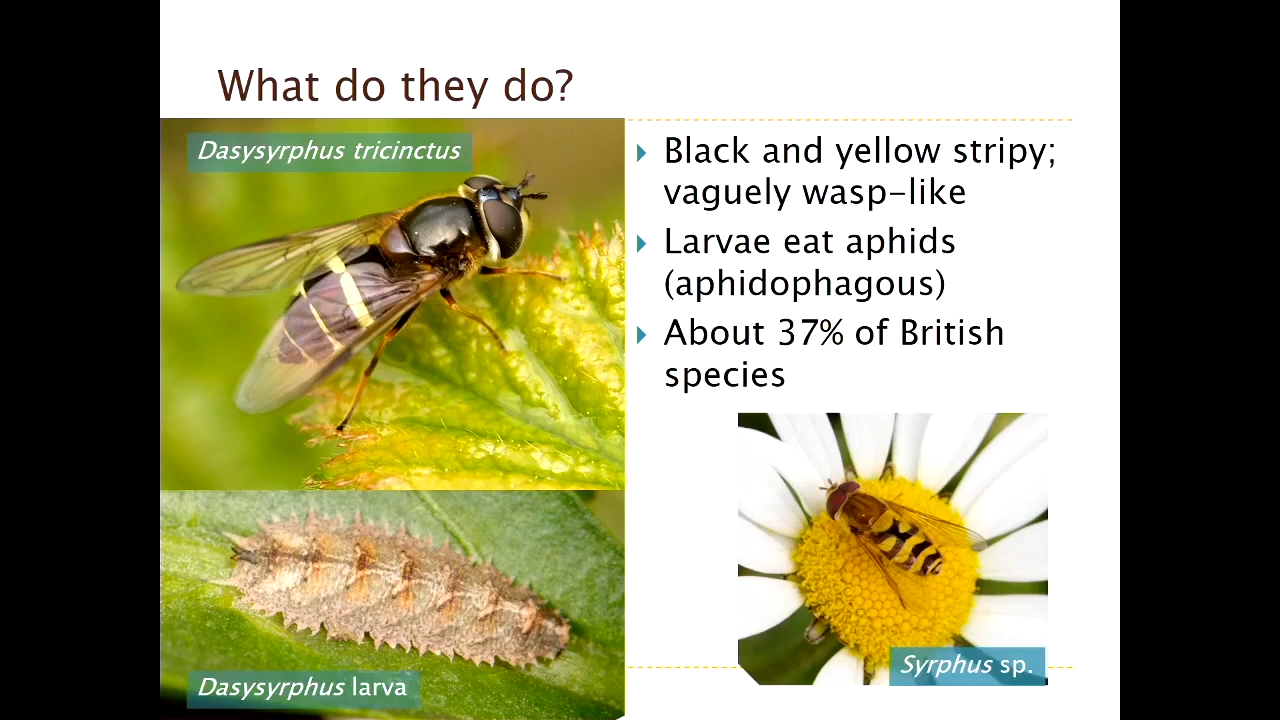 What do they do?
Dasysyrphus tricinctus
Black and yellow stripy;
vaguely wasp-like
Larvae eat aphids
(aphidophagous)
About 37% of British
species
Dasysyrphus larva
Syrphus sp.